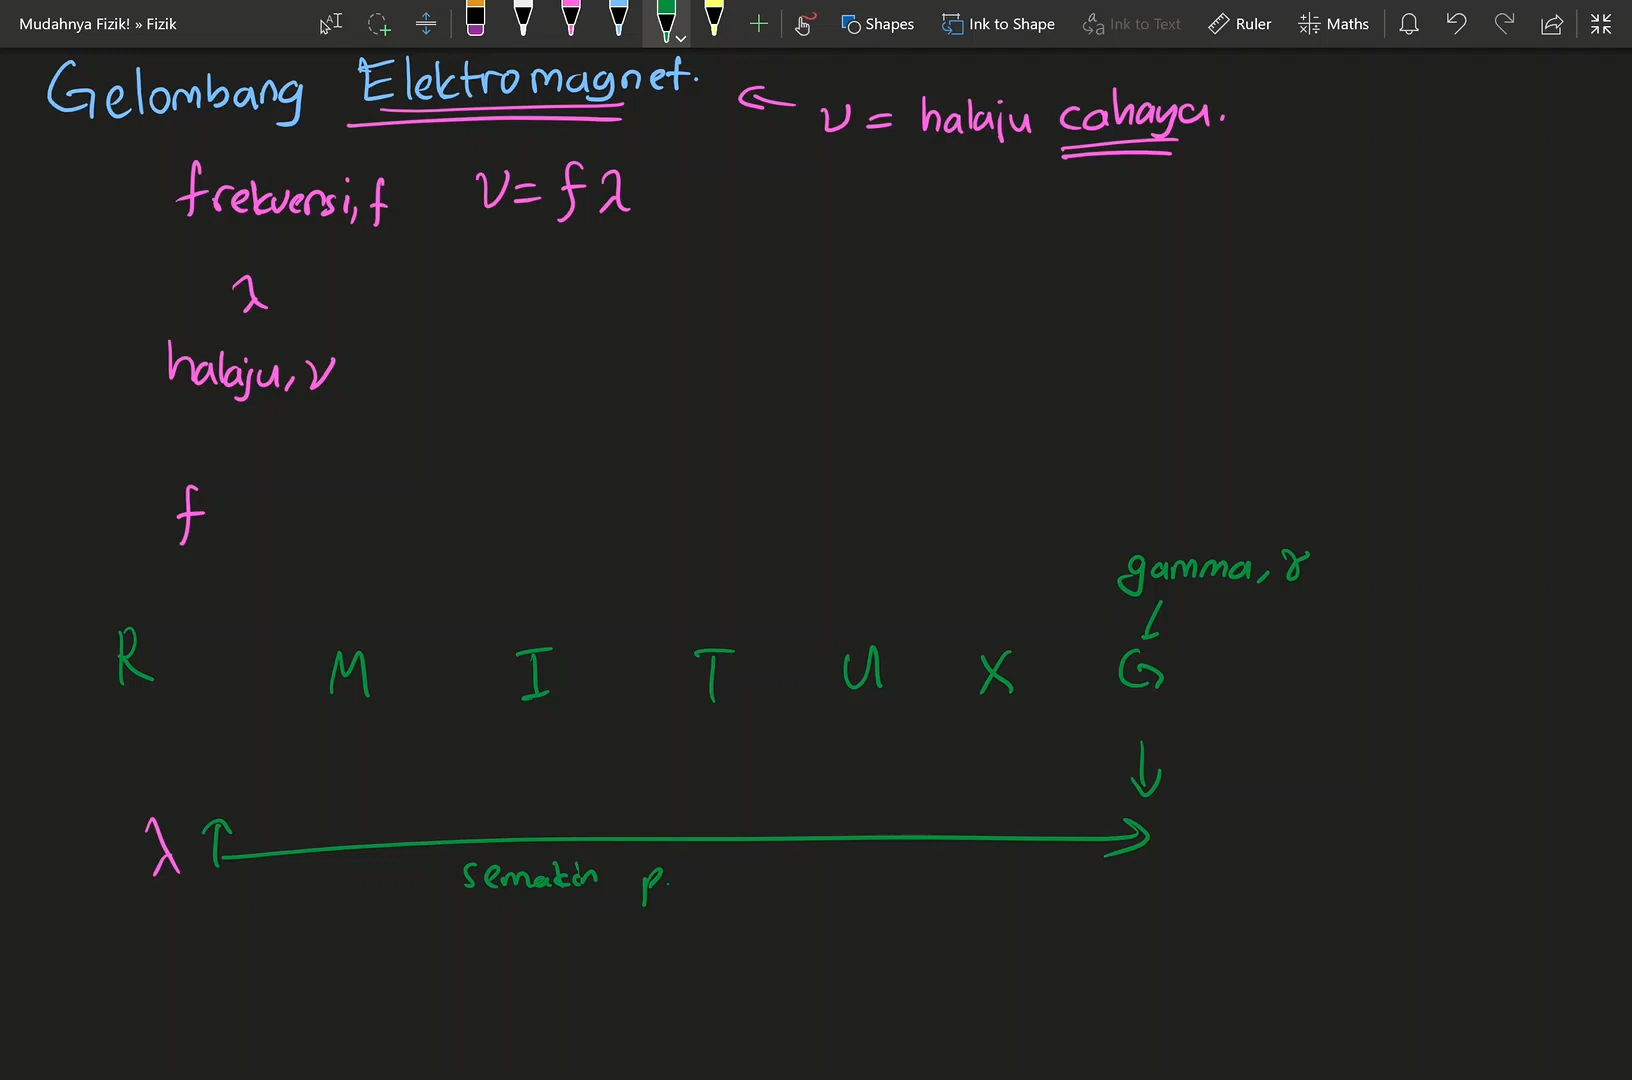 Mudahnya Fizik! » Fizik
Shapes
Ink to Shape
Ink to Text
Ruler
Maths
Gelombang Elektromagnet.
v = halaju cahaya.
frekuensi, f v = f λ
λ
halaju, v
f
gamma, γ
R M I T U X G
λ ↑
semakin p.